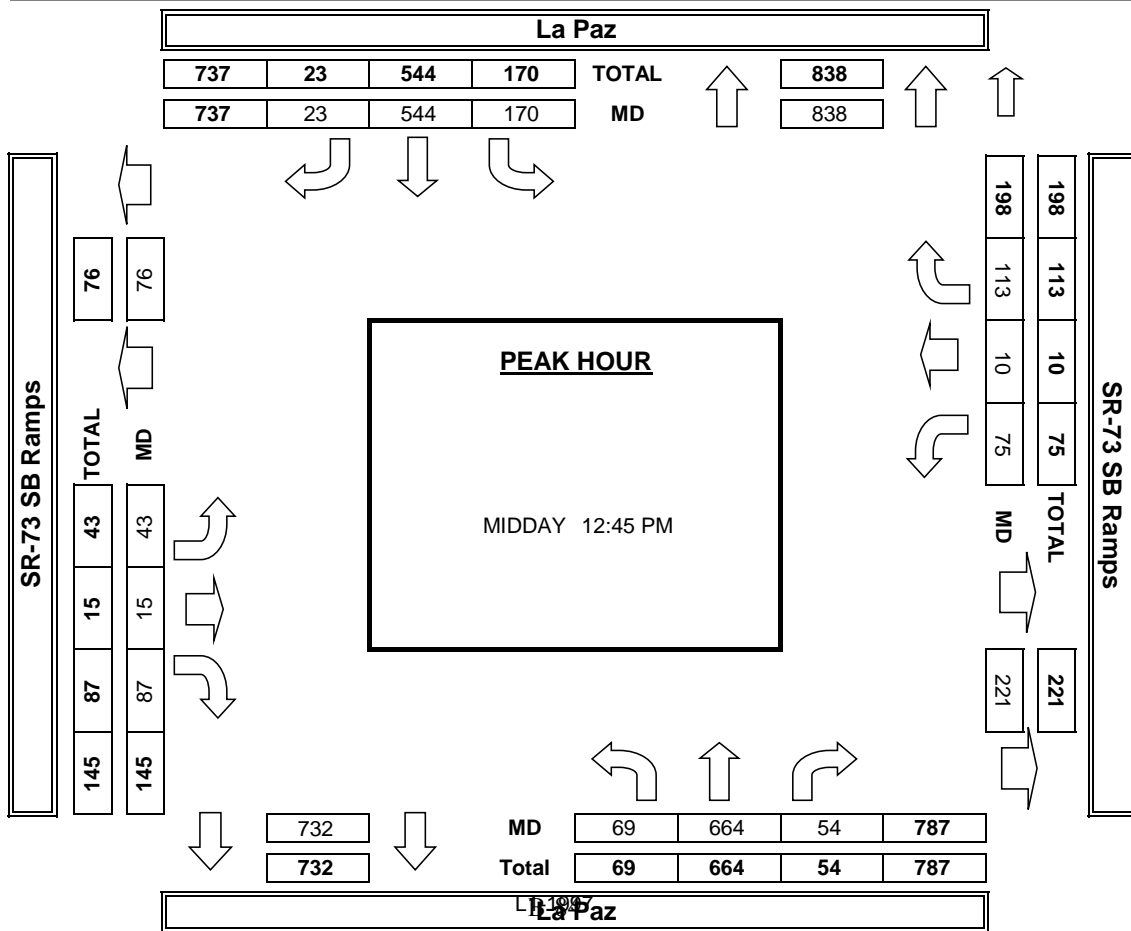 La Paz
737 23 544 170 TOTAL 838
737 23 544 170 MD 838
SR-73 SB Ramps
TOTAL 76
MD 76
198 198
113 113
10 10
75 75
MD TOTAL
221 221
SR-73 SB Ramps
PEAK HOUR
MIDDAY 12:45 PM
43 43
15 15
87 87
145 145
732 MD 69 664 54 787
732 Total 69 664 54 787
La Paz